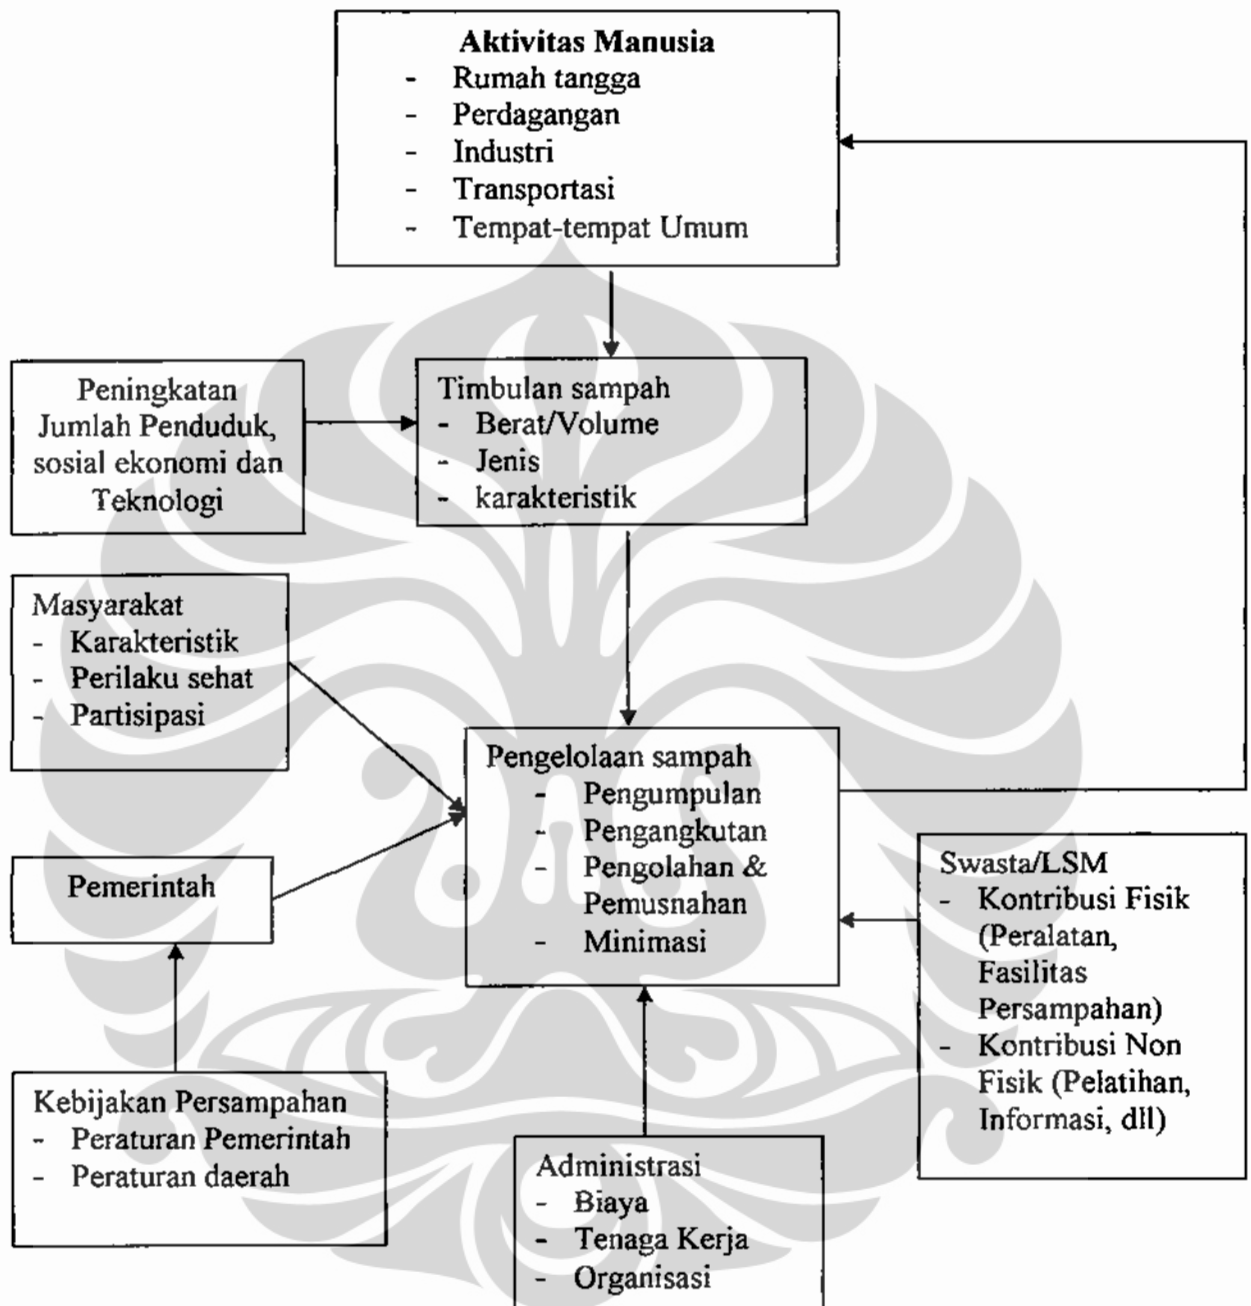 Aktivitas Manusia
- Rumah tangga
- Perdagangan
- Industri
- Transportasi
- Tempat-tempat Umum
Peningkatan
Jumlah Penduduk,
sosial ekonomi dan
Teknologi
Timbulan sampah
- Berat/Volume
- Jenis
- karakteristik
Masyarakat
- Karakteristik
- Perilaku sehat
- Partisipasi
Pengelolaan sampah
- Pengumpulan
- Pengangkutan
- Pengolahan &
Pemusnahan
- Minimasi
Pemerintah
Swasta/LSM
- Kontribusi Fisik
(Peralatan,
Fasilitas
Persampahan)
- Kontribusi Non
Fisik (Pelatihan,
Informasi, dll)
Kebijakan Persampahan
- Peraturan Pemerintah
- Peraturan daerah
Administrasi
- Biaya
- Tenaga Kerja
- Organisasi